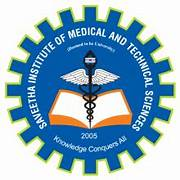 SAVEETHA INSTITUTE OF MEDICAL AND TECHNICAL SCIENCES
(Deemed to be University)
2005
Knowledge Conquers All